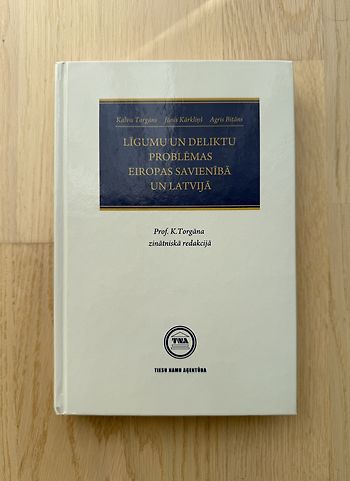 Kalvis Torgāns Jānis Kārkliņš Agris Bitāns
LĪGUMU UN DELIKTU
PROBLĒMAS
EIROPAS SAVIENĪBĀ
UN LATVIJĀ
Prof. K.Torgāna
zinātniskā redakcijā
TNA
TIESU NAMU AĢENTŪRA